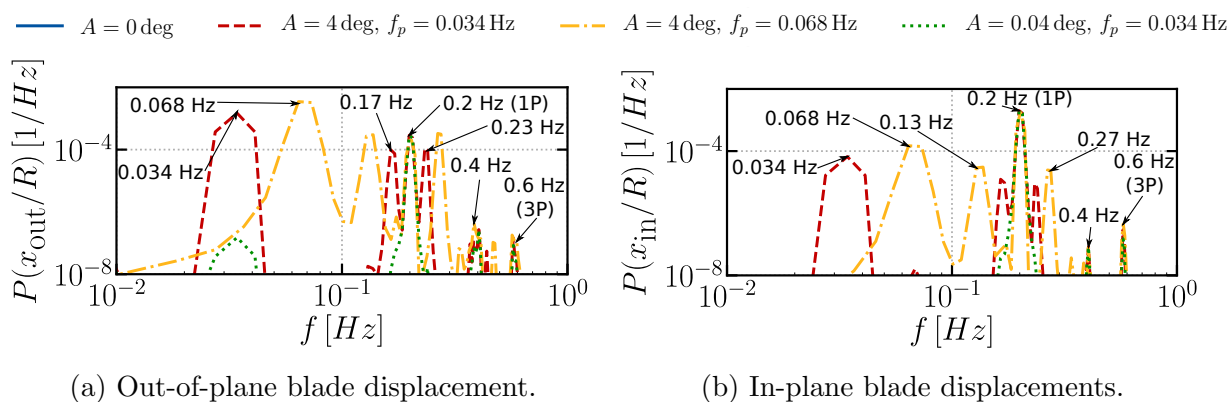 A = 0 deg A = 4 deg, f_p = 0.034 Hz A = 4 deg, f_p = 0.068 Hz A = 0.04 deg, f_p = 0.034 Hz
P(x_out/R) [1/Hz]
10^−4
10^−8
10^−2 10^−1 10^0
f [Hz]
0.068 Hz
0.034 Hz
0.17 Hz
0.2 Hz (1P)
0.23 Hz
0.4 Hz
0.6 Hz
(3P)
(a) Out-of-plane blade displacement.
P(x_in/R) [1/Hz]
10^−4
10^−8
10^−2 10^−1 10^0
f [Hz]
0.2 Hz (1P)
0.068 Hz
0.13 Hz
0.034 Hz
0.27 Hz
0.6 Hz
(3P)
0.4 Hz
(b) In-plane blade displacements.